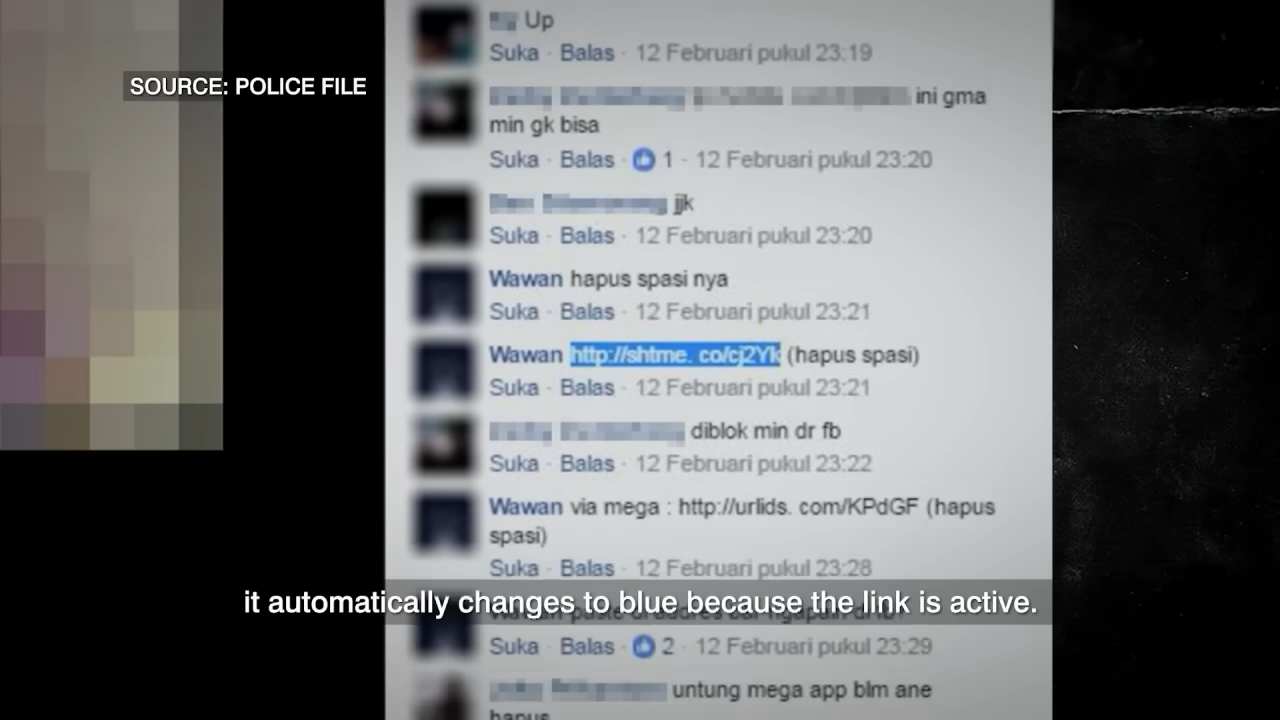 Up
Suka · Balas · 12 Februari pukul 23:19
SOURCE: POLICE FILE
ini gma
min gk bisa
Suka · Balas · 1 · 12 Februari pukul 23:20
jjk
Suka · Balas · 12 Februari pukul 23:20
Wawan hapus spasi nya
Suka · Balas · 12 Februari pukul 23:21
Wawan http://shtme. co/cj2Yk (hapus spasi)
Suka · Balas · 12 Februari pukul 23:21
diblok min dr fb
Suka · Balas · 12 Februari pukul 23:22
Wawan via mega : http://urlids. com/KPdGF (hapus
spasi)
Suka · Balas · 12 Februari pukul 23:28
it automatically changes to blue because the link is active.
Suka · Balas · 2 · 12 Februari pukul 23:29
untung mega app blm ane
hapus